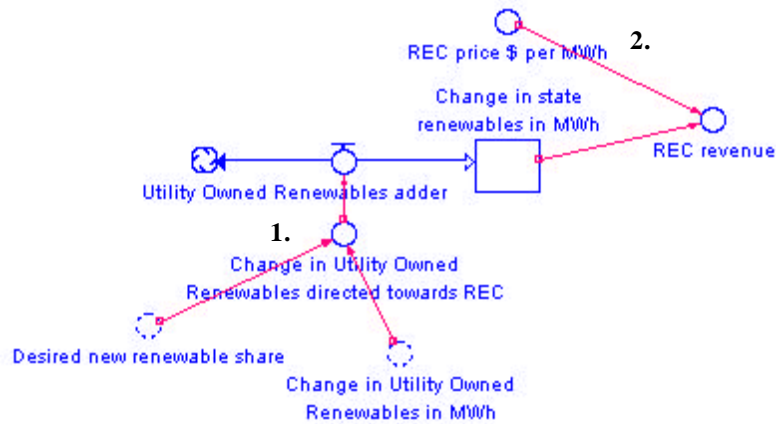 2.
REC price $ per MWh
Change in state
renewables in MWh
REC revenue
Utility Owned Renewables adder
1.
Change in Utility Owned
Renewables directed towards REC
Desired new renewable share
Change in Utility Owned
Renewables in MWh